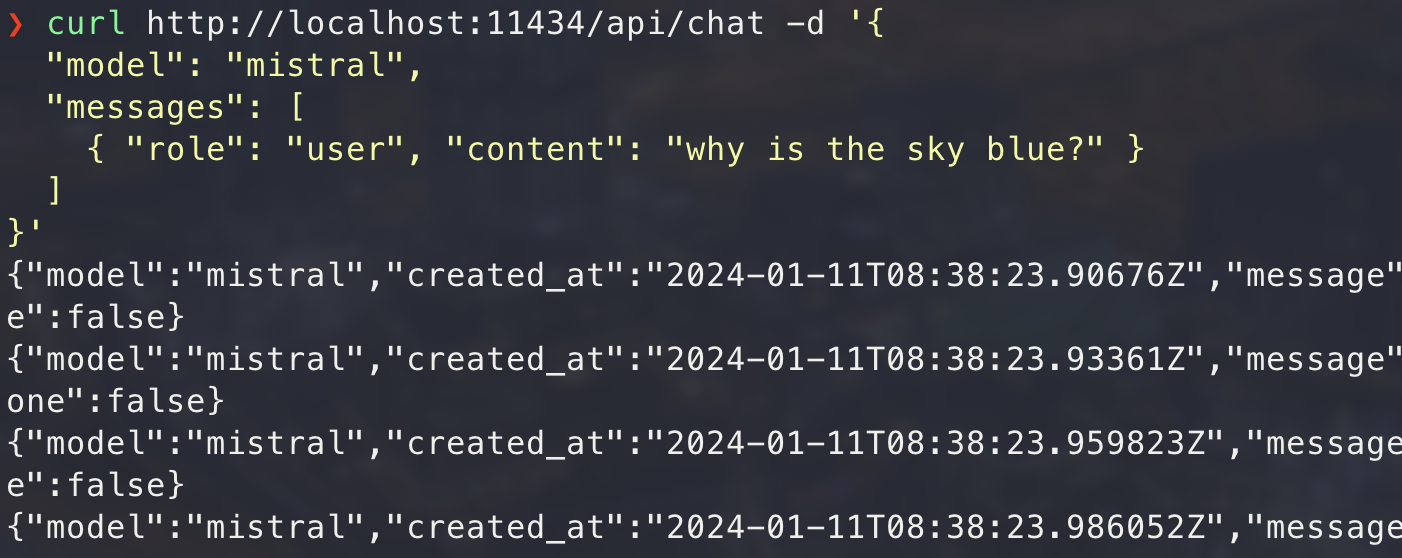 ❯ curl http://localhost:11434/api/chat -d '{
  "model": "mistral",
  "messages": [
    { "role": "user", "content": "why is the sky blue?" }
  ]
}'
{"model":"mistral","created_at":"2024-01-11T08:38:23.90676Z","message"
e":false}
{"model":"mistral","created_at":"2024-01-11T08:38:23.93361Z","message"
one":false}
{"model":"mistral","created_at":"2024-01-11T08:38:23.959823Z","message
e":false}
{"model":"mistral","created_at":"2024-01-11T08:38:23.986052Z","message